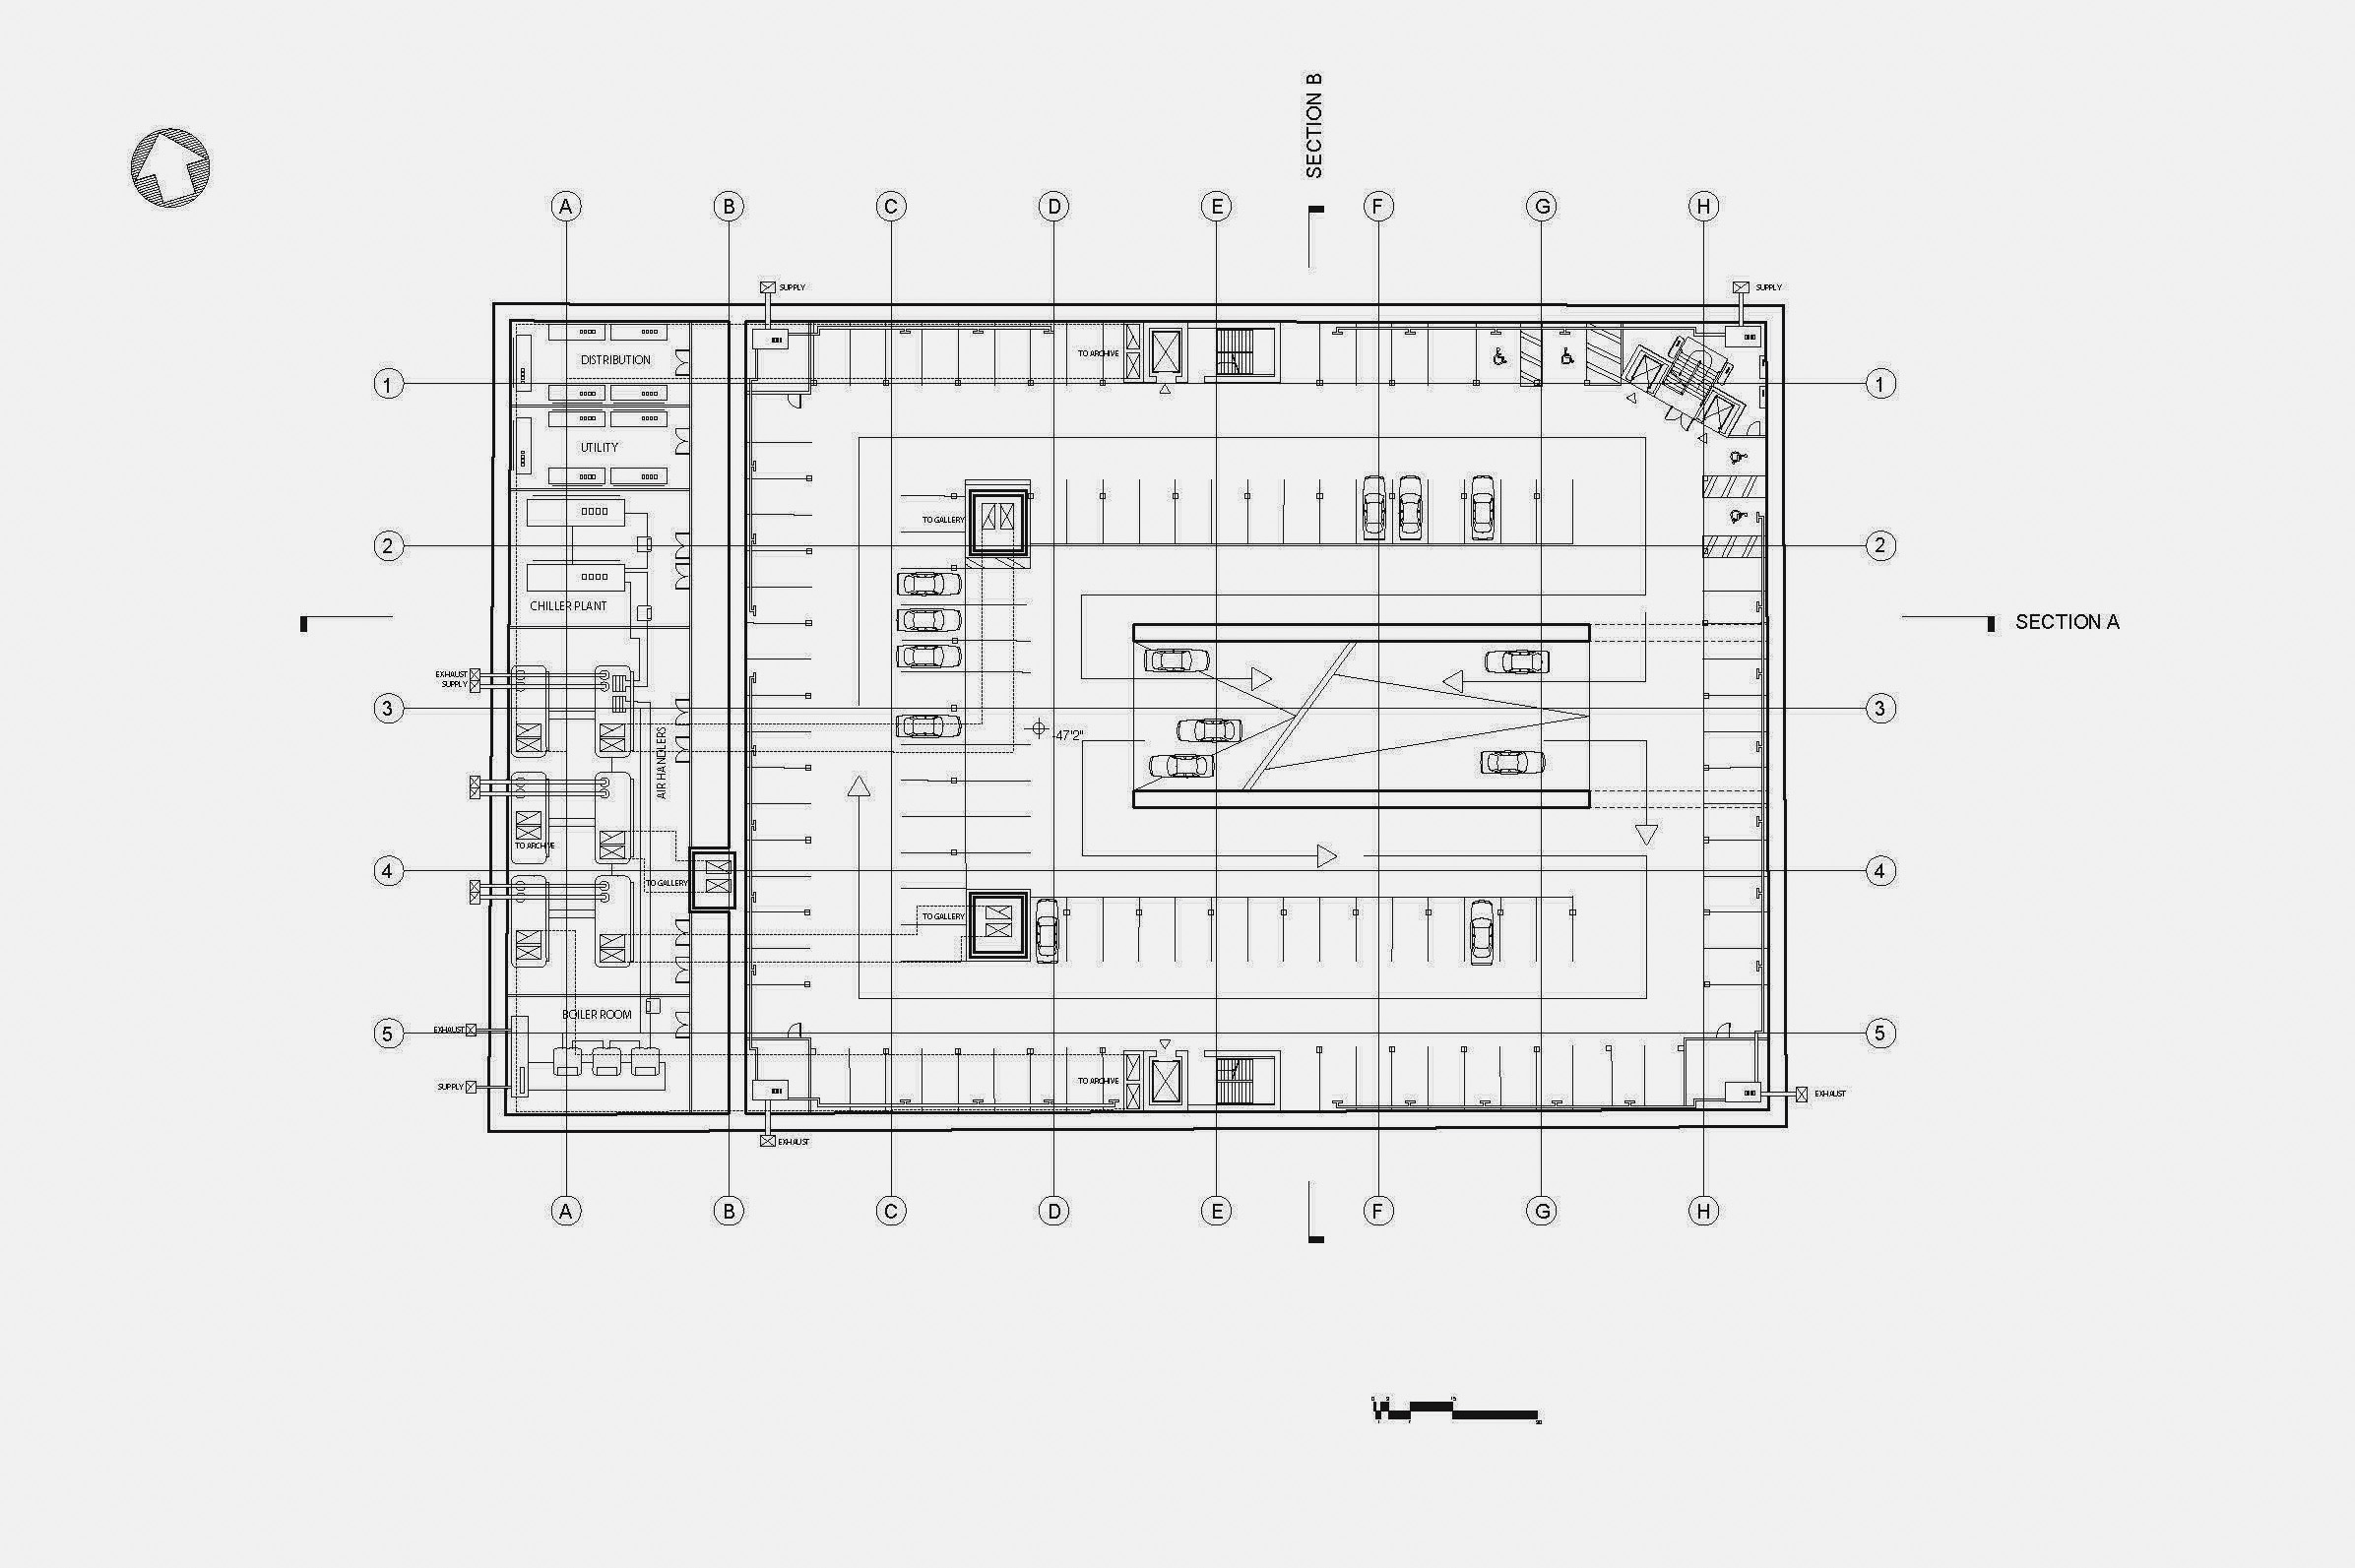 SECTION B
A B C D E F G H
SUPPLY
SUPPLY
TO ARCHIVE
DISTRIBUTION
1 1
UTILITY
TO GALLERY
2 2
CHILLER PLANT
SECTION A
EXHAUST
SUPPLY
3 3
-47'2"
AIR HANDLERS
TO ARCHIVE
4 4
TO GALLERY
TO GALLERY
BOILER ROOM
EXHAUST
5 5
TO ARCHIVE
SUPPLY
EXHAUST
EXHAUST
A B C D E F G H